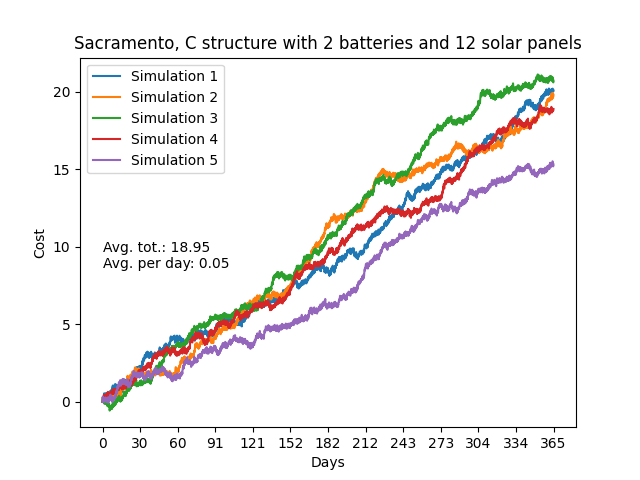 Sacramento, C structure with 2 batteries and 12 solar panels
Simulation 1
Simulation 2
Simulation 3
Simulation 4
Simulation 5
20
15
10
5
0
Cost
Avg. tot.: 18.95
Avg. per day: 0.05
0 30 60 91 121 152 182 212 243 273 304 334 365
Days